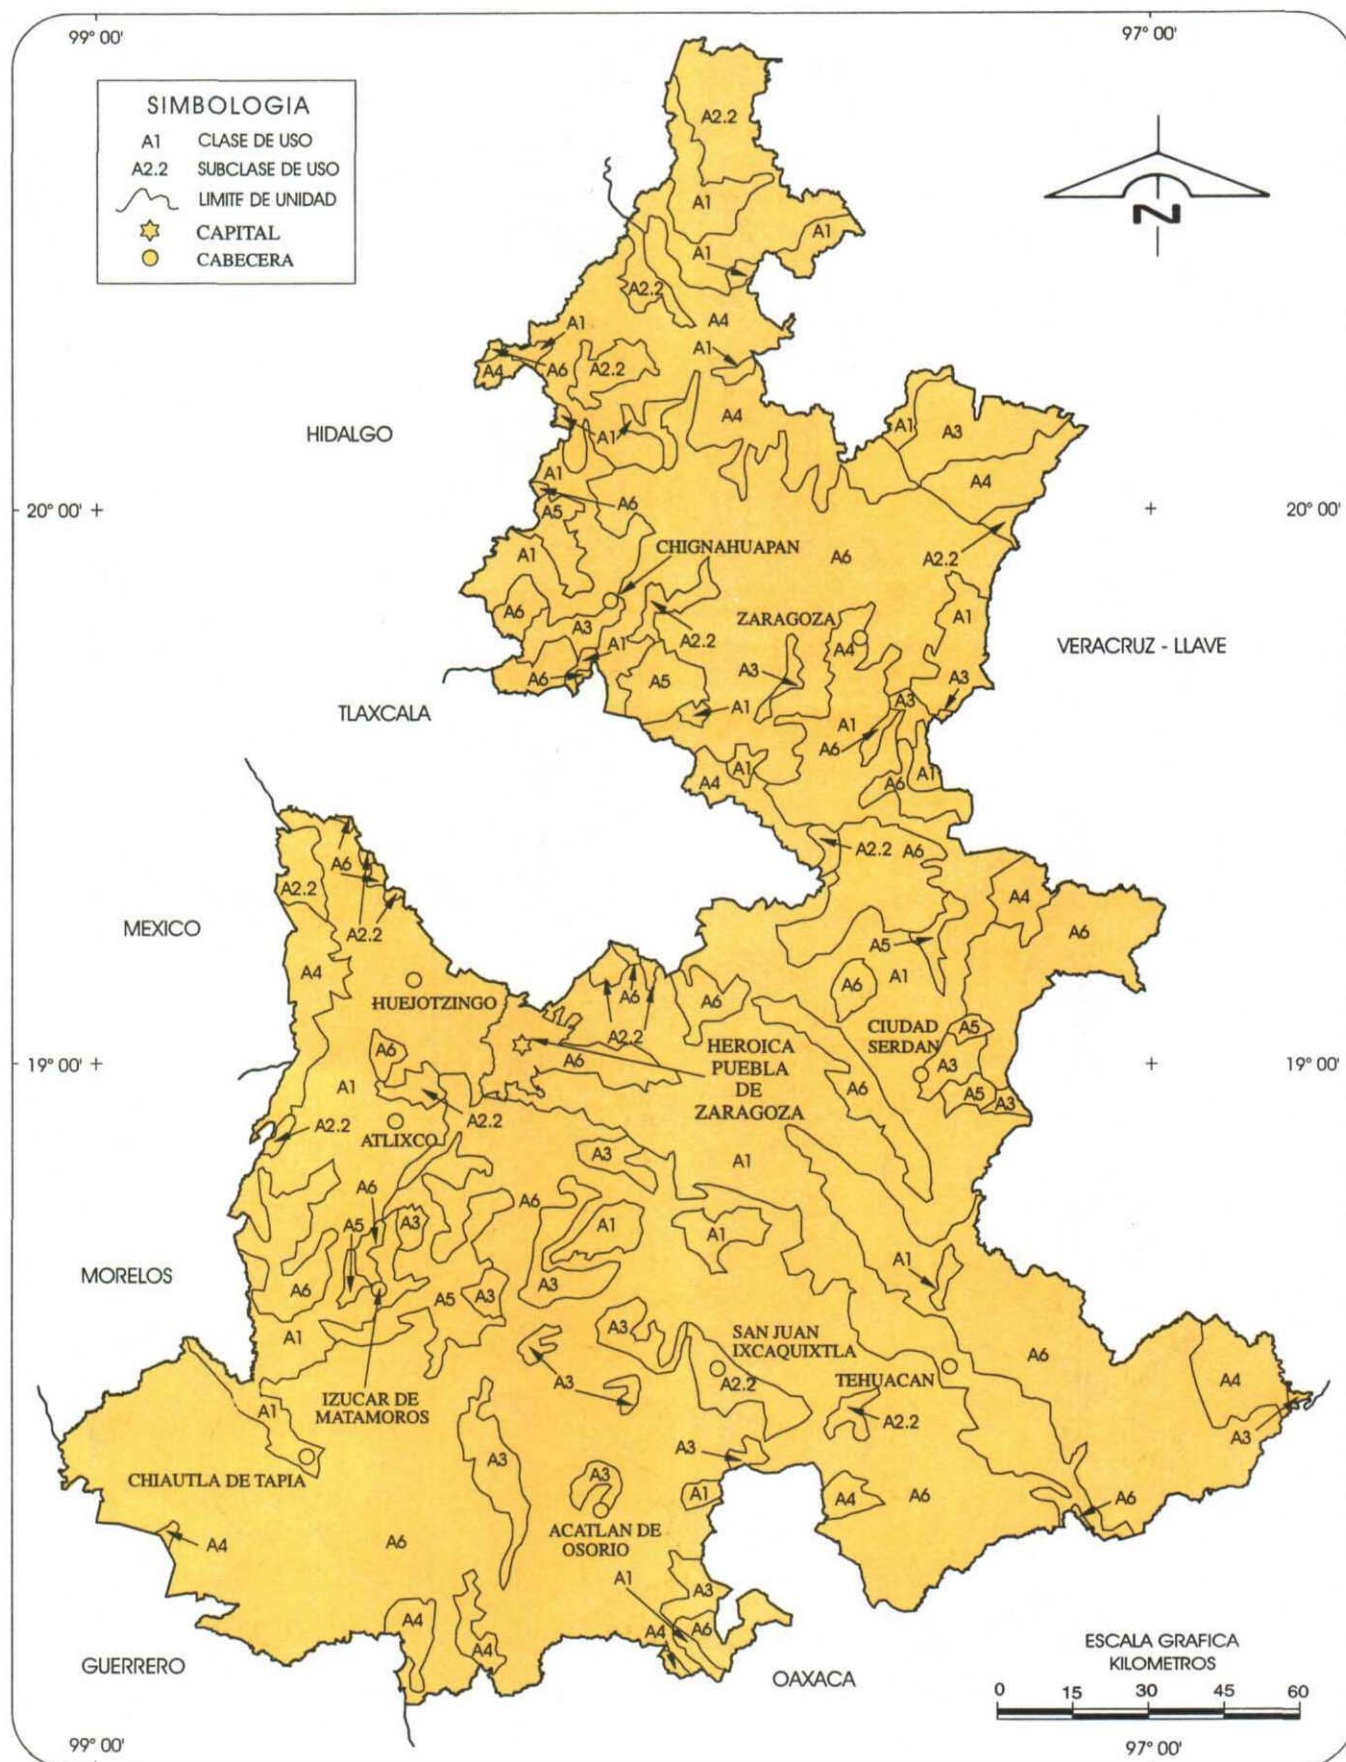 99° 00'
97° 00'
SIMBOLOGIA
A1 CLASE DE USO
A2.2 SUBCLASE DE USO
LIMITE DE UNIDAD
CAPITAL
CABECERA
N
A2.2
A1
A1
A1
A2.2
A4
A1
A1
A4
A6
A2.2
A4
A1
A3
HIDALGO
A1
A1
A4
20° 00'
A5
A6
20° 00'
A1
CHIGNAHUAPAN
A6
A2.2
A6
A3
ZARAGOZA
A1
A1
A2.2
A4
VERACRUZ - LLAVE
A6
A5
A3
A3
A3
TLAXCALA
A1
A1
A6
A4
A1
A6
A1
A6
A2.2
A6
A2.2
A4
MEXICO
A2.2
A6
A5
A4
A1
A6
A6
A6
HUEJOTZINGO
CIUDAD
SERDAN
A5
A2.2
A6
A6
HEROICA
PUEBLA
DE
ZARAGOZA
A3
19° 00'
19° 00'
A1
A6
A5
A3
A2.2
A2.2
ATLIXCO
A3
A1
A6
A6
A5
A3
A1
A1
A1
MORELOS
A6
A3
A5
A3
A1
A3
SAN JUAN
IXCAQUIXTLA
A6
A2.2
TEHUACAN
A4
A3
IZUCAR DE
MATAMOROS
A1
A2.2
A3
A3
CHIAUTLA DE TAPIA
A3
A3
A1
A4
A6
A6
ACATLAN DE
OSORIO
A4
A6
A1
A3
A4
A4
A4
A6
GUERRERO
OAXACA
ESCALA GRAFICA
KILOMETROS
0 15 30 45 60
99° 00'
97° 00'